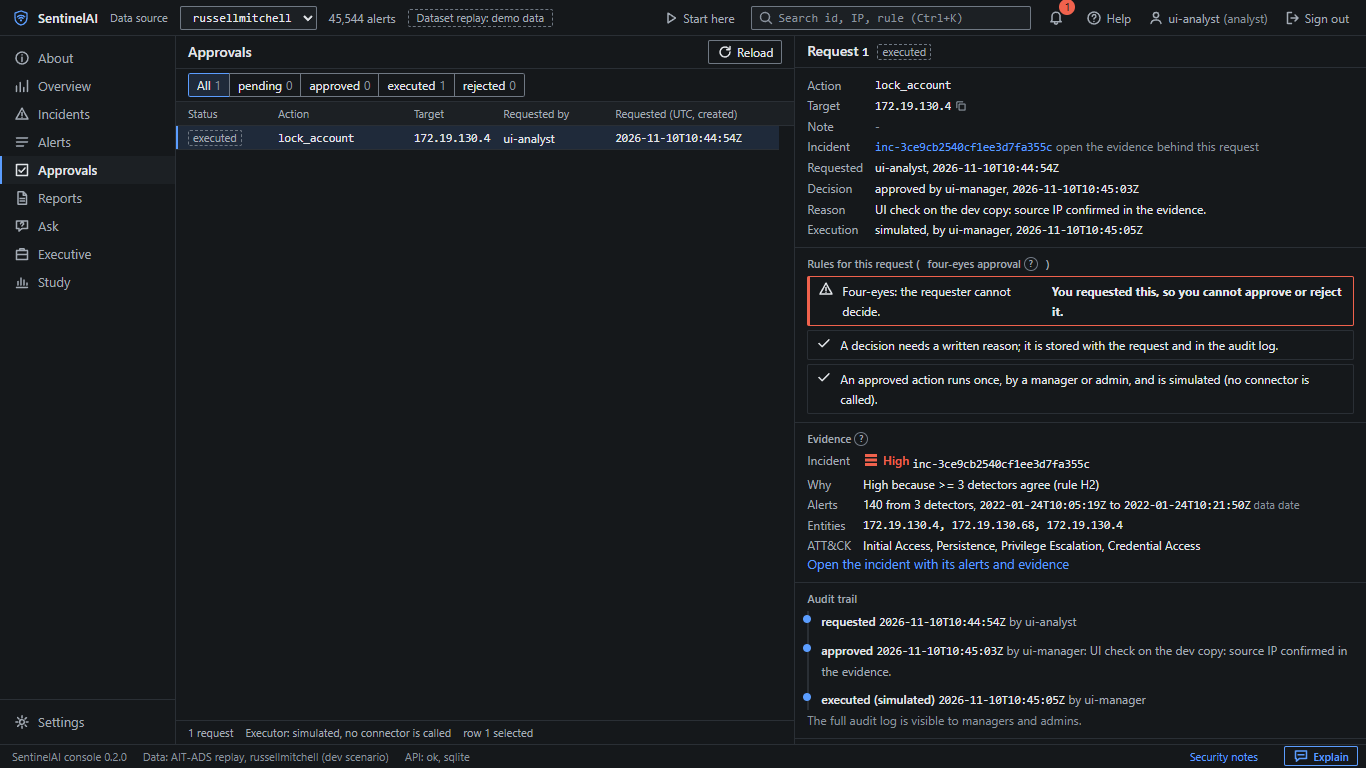 SentinelAI Data source russellmitchell 45,544 alerts Dataset replay: demo data Start here Search id, IP, rule (Ctrl+K) 1 Help ui-analyst (analyst) Sign out
About
Overview
Incidents
Alerts
Approvals
Reports
Ask
Executive
Study
Settings
Approvals Reload
All 1 pending 0 approved 0 executed 1 rejected 0
Status Action Target Requested by Requested (UTC, created)
executed lock_account 172.19.130.4 ui-analyst 2026-11-10T10:44:54Z
1 request Executor: simulated, no connector is called row 1 selected
Request 1 executed
Action lock_account
Target 172.19.130.4
Note -
Incident inc-3ce9cb2540cf1ee3d7fa355c open the evidence behind this request
Requested ui-analyst, 2026-11-10T10:44:54Z
Decision approved by ui-manager, 2026-11-10T10:45:03Z
Reason UI check on the dev copy: source IP confirmed in the evidence.
Execution simulated, by ui-manager, 2026-11-10T10:45:05Z
Rules for this request ( four-eyes approval ? )
Four-eyes: the requester cannot decide. You requested this, so you cannot approve or reject it.
A decision needs a written reason; it is stored with the request and in the audit log.
An approved action runs once, by a manager or admin, and is simulated (no connector is
called).
Evidence ?
Incident High inc-3ce9cb2540cf1ee3d7fa355c
Why High because >= 3 detectors agree (rule H2)
Alerts 140 from 3 detectors, 2022-01-24T10:05:19Z to 2022-01-24T10:21:50Z data date
Entities 172.19.130.4, 172.19.130.68, 172.19.130.4
ATT&CK Initial Access, Persistence, Privilege Escalation, Credential Access
Open the incident with its alerts and evidence
Audit trail
requested 2026-11-10T10:44:54Z by ui-analyst
approved 2026-11-10T10:45:03Z by ui-manager: UI check on the dev copy: source IP confirmed in
the evidence.
executed (simulated) 2026-11-10T10:45:05Z by ui-manager
The full audit log is visible to managers and admins.
SentinelAI console 0.2.0 Data: AIT-ADS replay, russellmitchell (dev scenario) API: ok, sqlite Security notes Explain